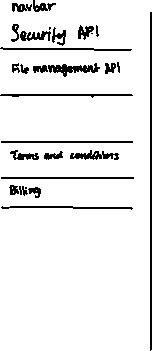 navbar
Security API
File management API
Terms and conditions
Billing